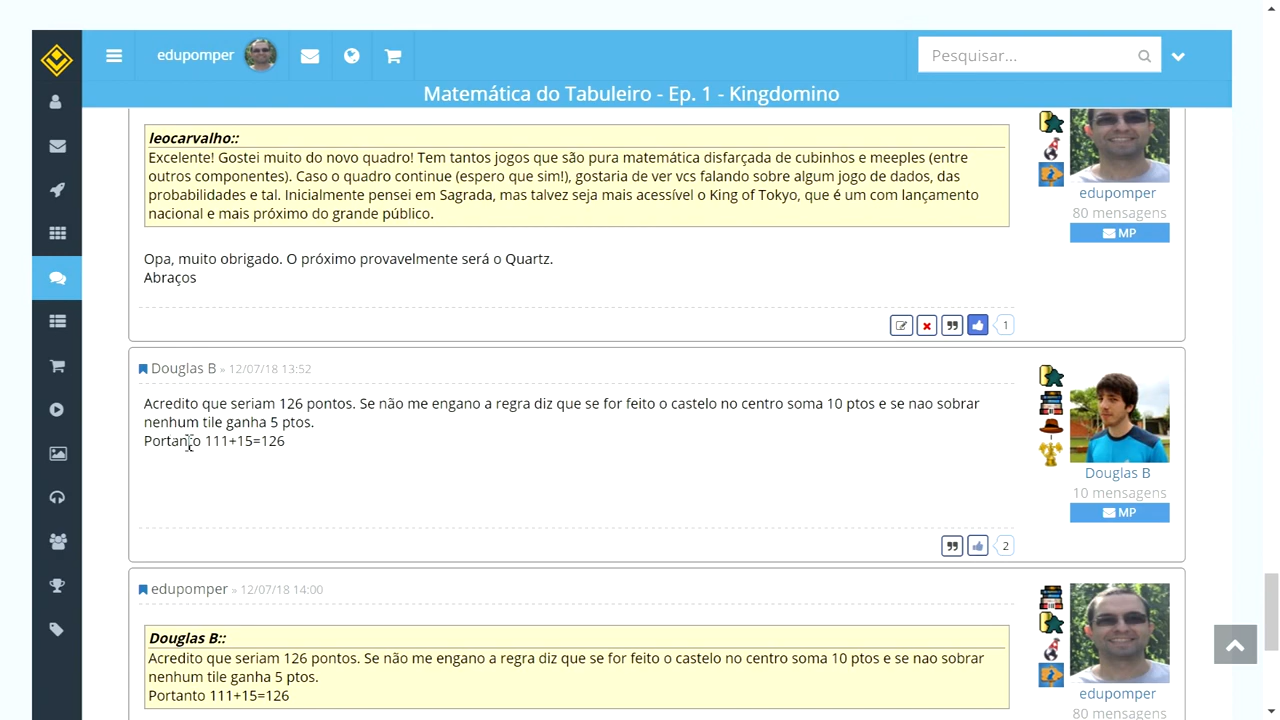 edupomper
Pesquisar...
Matemática do Tabuleiro - Ep. 1 - Kingdomino
leocarvalho::
Excelente! Gostei muito do novo quadro! Tem tantos jogos que são pura matemática disfarçada de cubinhos e meeples (entre
outros componentes). Caso o quadro continue (espero que sim!), gostaria de ver vcs falando sobre algum jogo de dados, das
probabilidades e tal. Inicialmente pensei em Sagrada, mas talvez seja mais acessível o King of Tokyo, que é um com lançamento
nacional e mais próximo do grande público.
Opa, muito obrigado. O próximo provavelmente será o Quartz.
Abraços
1
edupomper
80 mensagens
MP
Douglas B » 12/07/18 13:52
Acredito que seriam 126 pontos. Se não me engano a regra diz que se for feito o castelo no centro soma 10 ptos e se nao sobrar
nenhum tile ganha 5 ptos.
Portanto 111+15=126
2
Douglas B
10 mensagens
MP
edupomper » 12/07/18 14:00
Douglas B::
Acredito que seriam 126 pontos. Se não me engano a regra diz que se for feito o castelo no centro soma 10 ptos e se nao sobrar
nenhum tile ganha 5 ptos.
Portanto 111+15=126
edupomper
80 mensagens